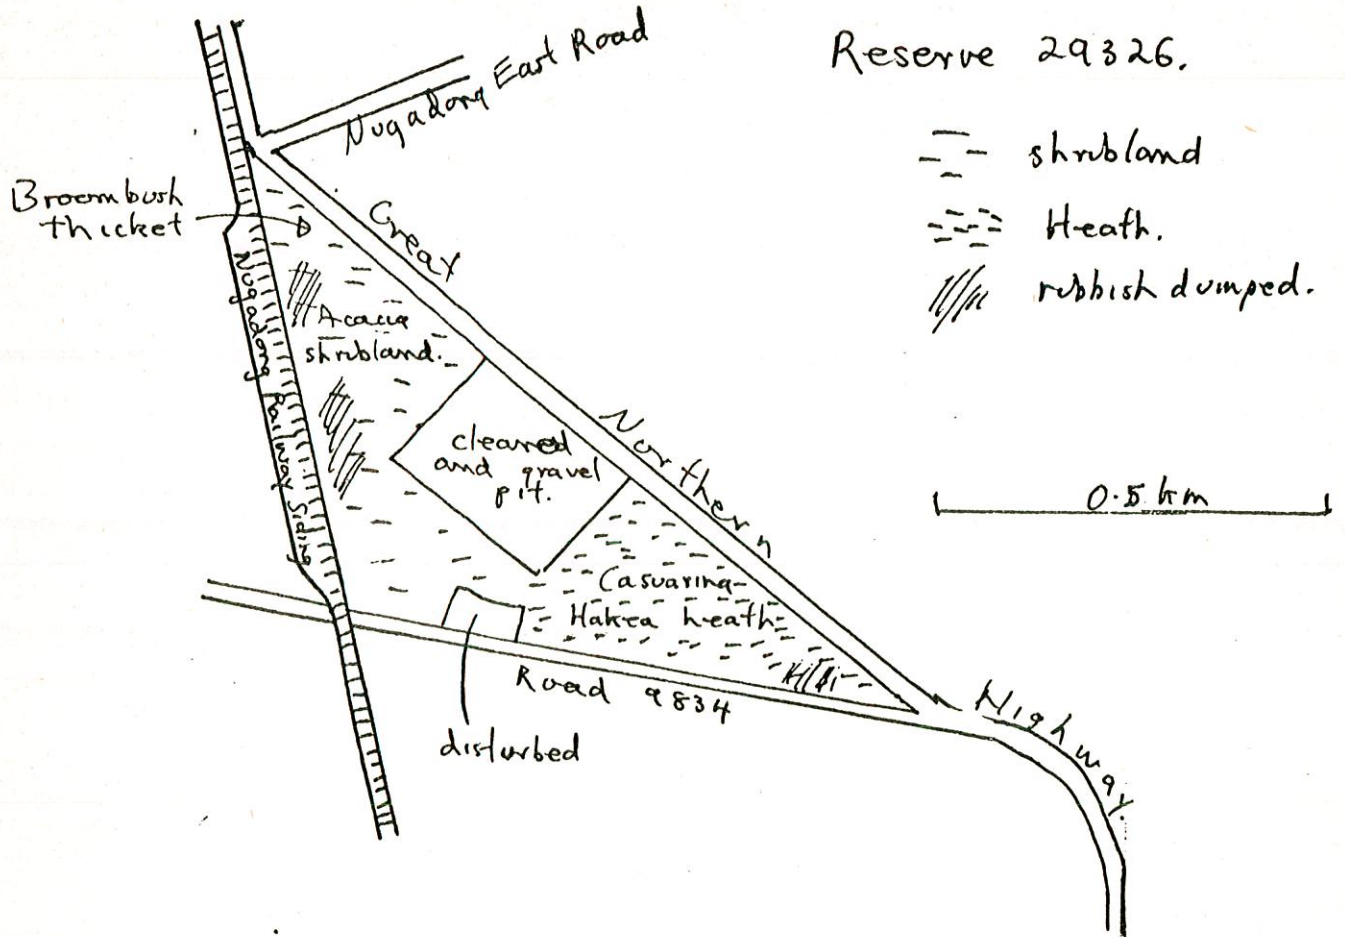 Reserve 29326.
Nugadong East Road
shrubland
Heath.
rubbish dumped.
Broombush
thicket
Great
Northern
Highway.
Nugadong Railway Siding
Acacia
shrubland.
cleared
and gravel
pit.
0.5 km
Casuarina-
Hakea heath
Road 9834
disturbed